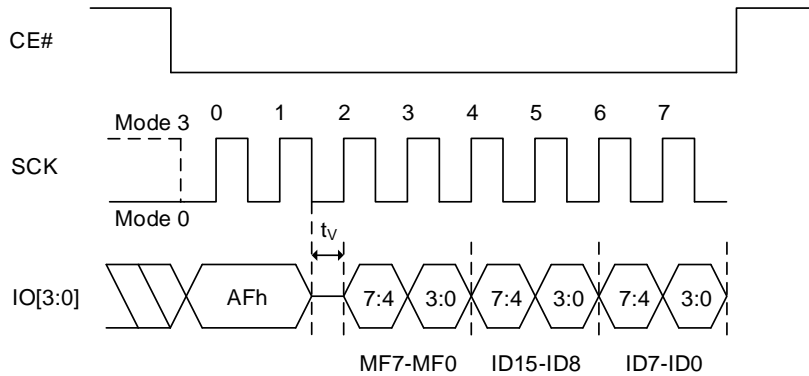 CE#
0 1 2 3 4 5 6 7
Mode 3
SCK
Mode 0
tV
IO[3:0] AFh 7:4 3:0 7:4 3:0 7:4 3:0
MF7-MF0 ID15-ID8 ID7-ID0